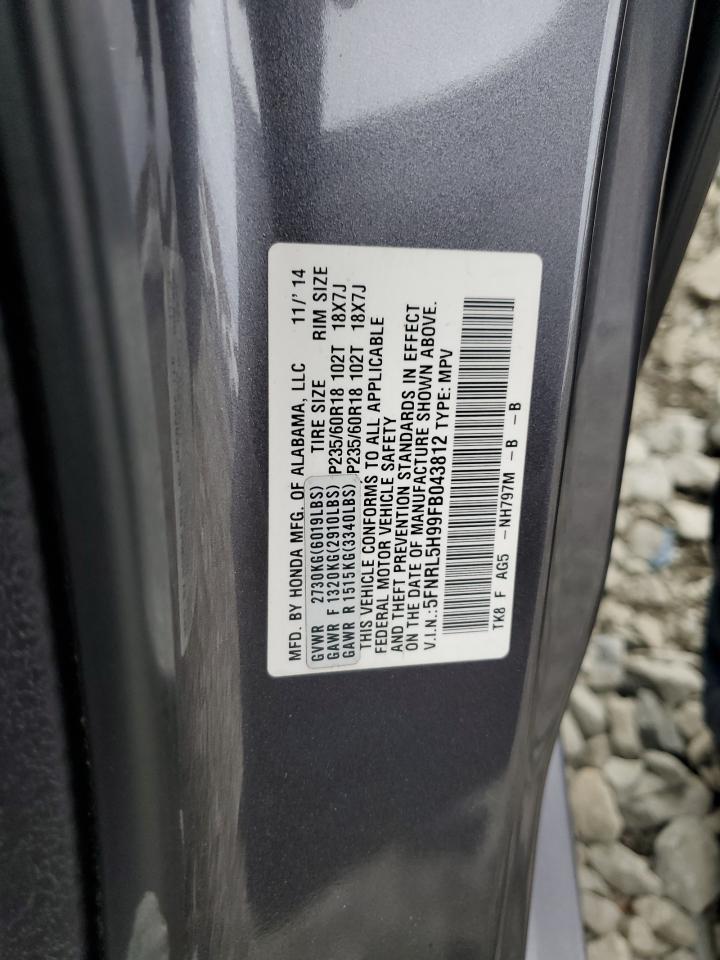 MFD. BY HONDA MFG. OF ALABAMA, LLC 11/'14
GVWR 2730KG(6019LBS) TIRE SIZE RIM SIZE
GAWR F 1320KG(2910LBS) P235/60R18 102T 18X7J
GAWR R 1515KG(3340LBS) P235/60R18 102T 18X7J
THIS VEHICLE CONFORMS TO ALL APPLICABLE
FEDERAL MOTOR VEHICLE SAFETY
AND THEFT PREVENTION STANDARDS IN EFFECT
ON THE DATE OF MANUFACTURE SHOWN ABOVE.
V.I.N.:5FNRL5H99FB043812 TYPE: MPV
TK8 F AG5 -NH797M -B -B